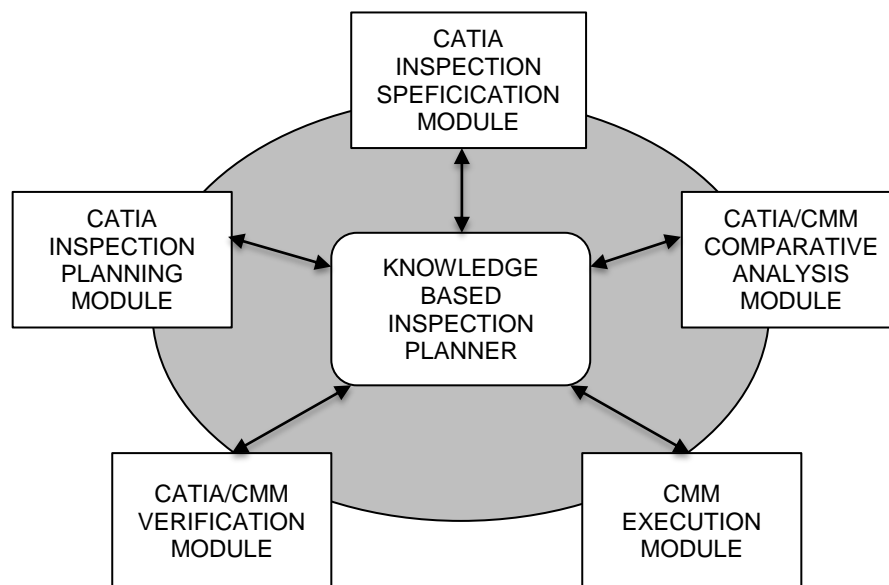 CATIA
INSPECTION
SPEFICICATION
MODULE
CATIA
INSPECTION
PLANNING
MODULE
KNOWLEDGE
BASED
INSPECTION
PLANNER
CATIA/CMM
COMPARATIVE
ANALYSIS
MODULE
CATIA/CMM
VERIFICATION
MODULE
CMM
EXECUTION
MODULE